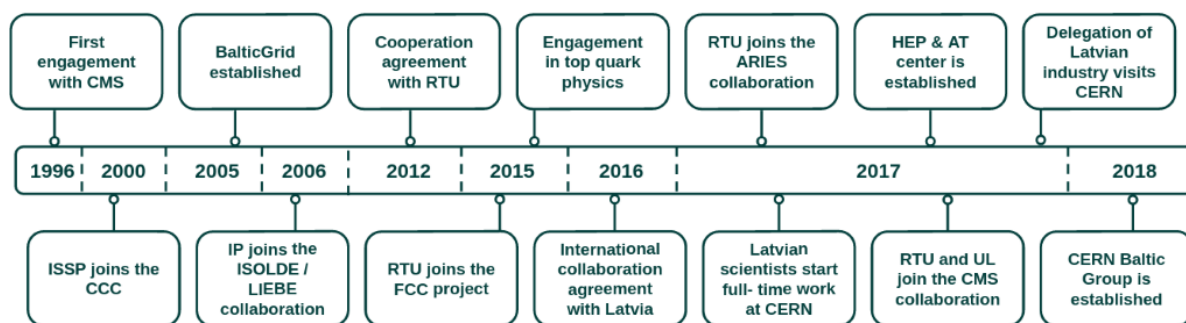 First
engagement
with CMS
BalticGrid
established
Cooperation
agreement
with RTU
Engagement
in top quark
physics
RTU joins the
ARIES
collaboration
HEP & AT
center is
established
Delegation of
Latvian
industry visits
CERN
1996
2000
2005
2006
2012
2015
2016
2017
2018
ISSP joins the
CCC
IP joins the
ISOLDE /
LIEBE
collaboration
RTU joins the
FCC project
International
collaboration
agreement
with Latvia
Latvian
scientists start
full- time work
at CERN
RTU and UL
join the CMS
collaboration
CERN Baltic
Group is
established